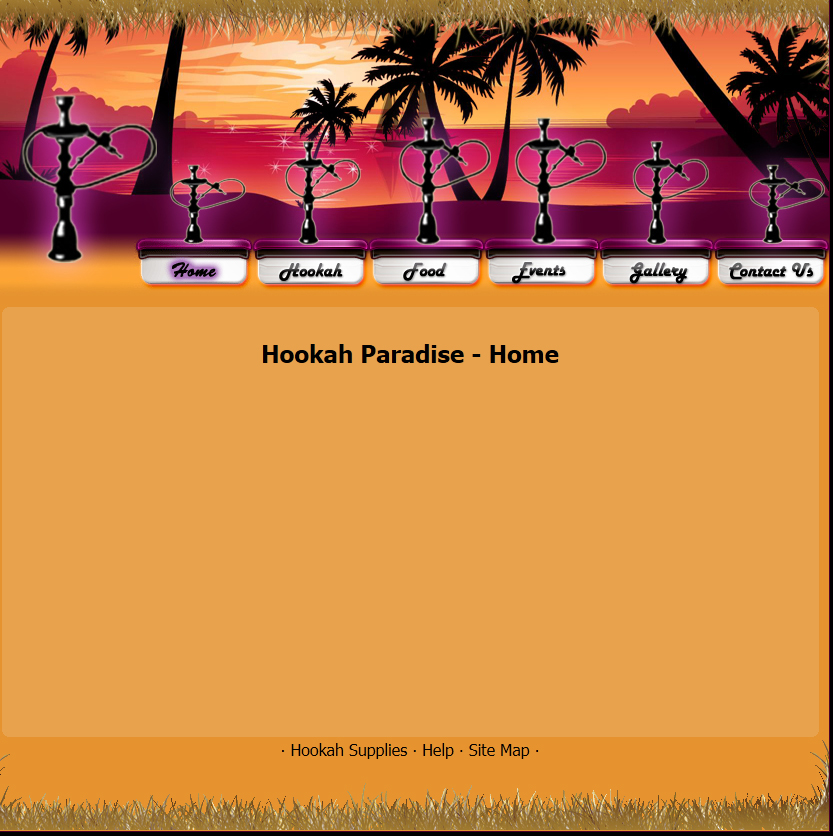 Home Hookah Food Events Gallery Contact Us
Hookah Paradise - Home
· Hookah Supplies · Help · Site Map ·